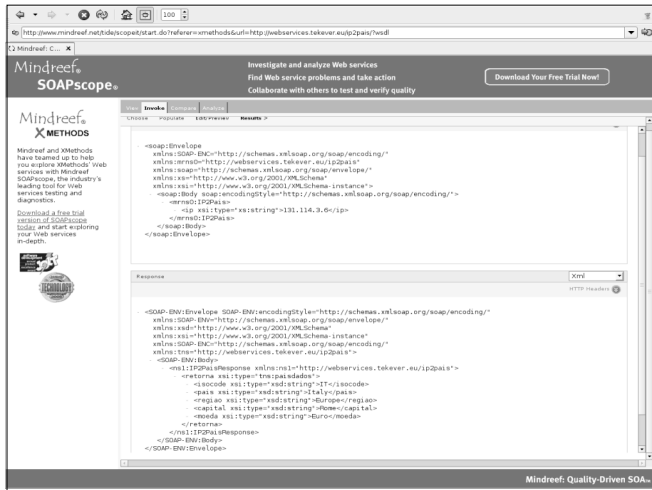 100
http://www.mindreef.net/tide/scopeit/start.do?referer=xmethods&url=http://webservices.tekever.eu/ip2pais/?wsdl
Mindreef: C...
Mindreef®
SOAPscope®
Investigate and analyze Web services
Find Web service problems and take action
Collaborate with others to test and verify quality
Download Your Free Trial Now!
Mindreef®
XMETHODS
Mindreef and XMethods
have teamed up to help
you explore XMethods' Web
services with Mindreef
SOAPscope, the industry's
leading tool for Web
services testing and
diagnostics.
Download a free trial
version of SOAPscope
today and start exploring
your Web services
in-depth.
TECHNOLOGY
View Invoke Compare Analyze
Choose Populate Edit/Preview Results >
- <soap:Envelope
xmlns:SOAP-ENC="http://schemas.xmlsoap.org/soap/encoding/"
xmlns:mrns0="http://webservices.tekever.eu/ip2pais"
xmlns:soap="http://schemas.xmlsoap.org/soap/envelope/"
xmlns:xs="http://www.w3.org/2001/XMLSchema"
xmlns:xsi="http://www.w3.org/2001/XMLSchema-instance">
- <soap:Body soap:encodingStyle="http://schemas.xmlsoap.org/soap/encoding/">
- <mrns0:IP2Pais>
- <ip xsi:type="xs:string">131.114.3.6</ip>
</mrns0:IP2Pais>
</soap:Body>
</soap:Envelope>
Response
Xml
HTTP Headers
- <SOAP-ENV:Envelope SOAP-ENV:encodingStyle="http://schemas.xmlsoap.org/soap/encoding/"
xmlns:SOAP-ENV="http://schemas.xmlsoap.org/soap/envelope/"
xmlns:xsd="http://www.w3.org/2001/XMLSchema"
xmlns:xsi="http://www.w3.org/2001/XMLSchema-instance"
xmlns:SOAP-ENC="http://schemas.xmlsoap.org/soap/encoding/"
xmlns:tns="http://webservices.tekever.eu/ip2pais">
- <SOAP-ENV:Body>
- <ns1:IP2PaisResponse xmlns:ns1="http://webservices.tekever.eu/ip2pais">
- <retorna xsi:type="tns:paisdados">
- <isocode xsi:type="xsd:string">IT</isocode>
- <pais xsi:type="xsd:string">Italy</pais>
- <regiao xsi:type="xsd:string">Europe</regiao>
- <capital xsi:type="xsd:string">Rome</capital>
- <moeda xsi:type="xsd:string">Euro</moeda>
</retorna>
</ns1:IP2PaisResponse>
</SOAP-ENV:Body>
</SOAP-ENV:Envelope>
Mindreef: Quality-Driven SOA™